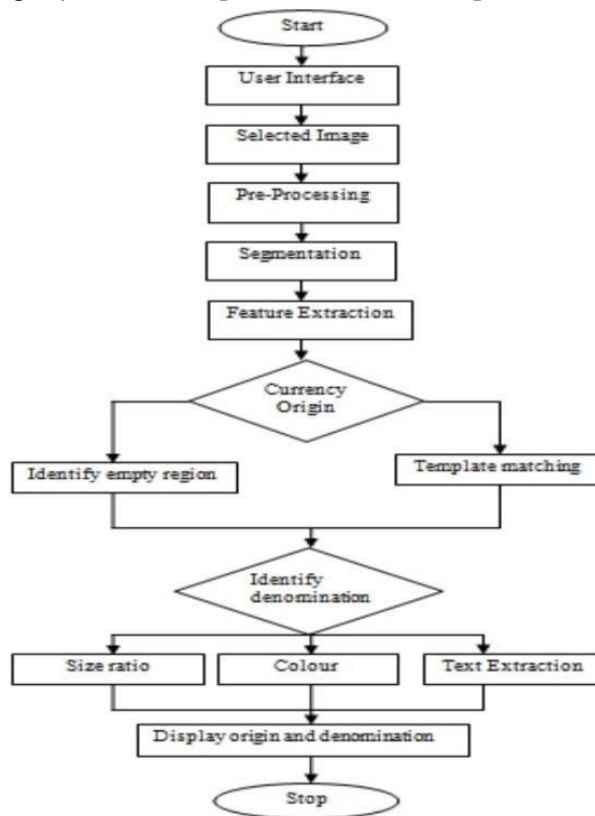 Start
User Interface
Selected Image
Pre-Processing
Segmentation
Feature Extraction
Currency
Origin
Identify empty region
Template matching
Identify
denomination
Size ratio
Colour
Text Extraction
Display origin and denomination
Stop